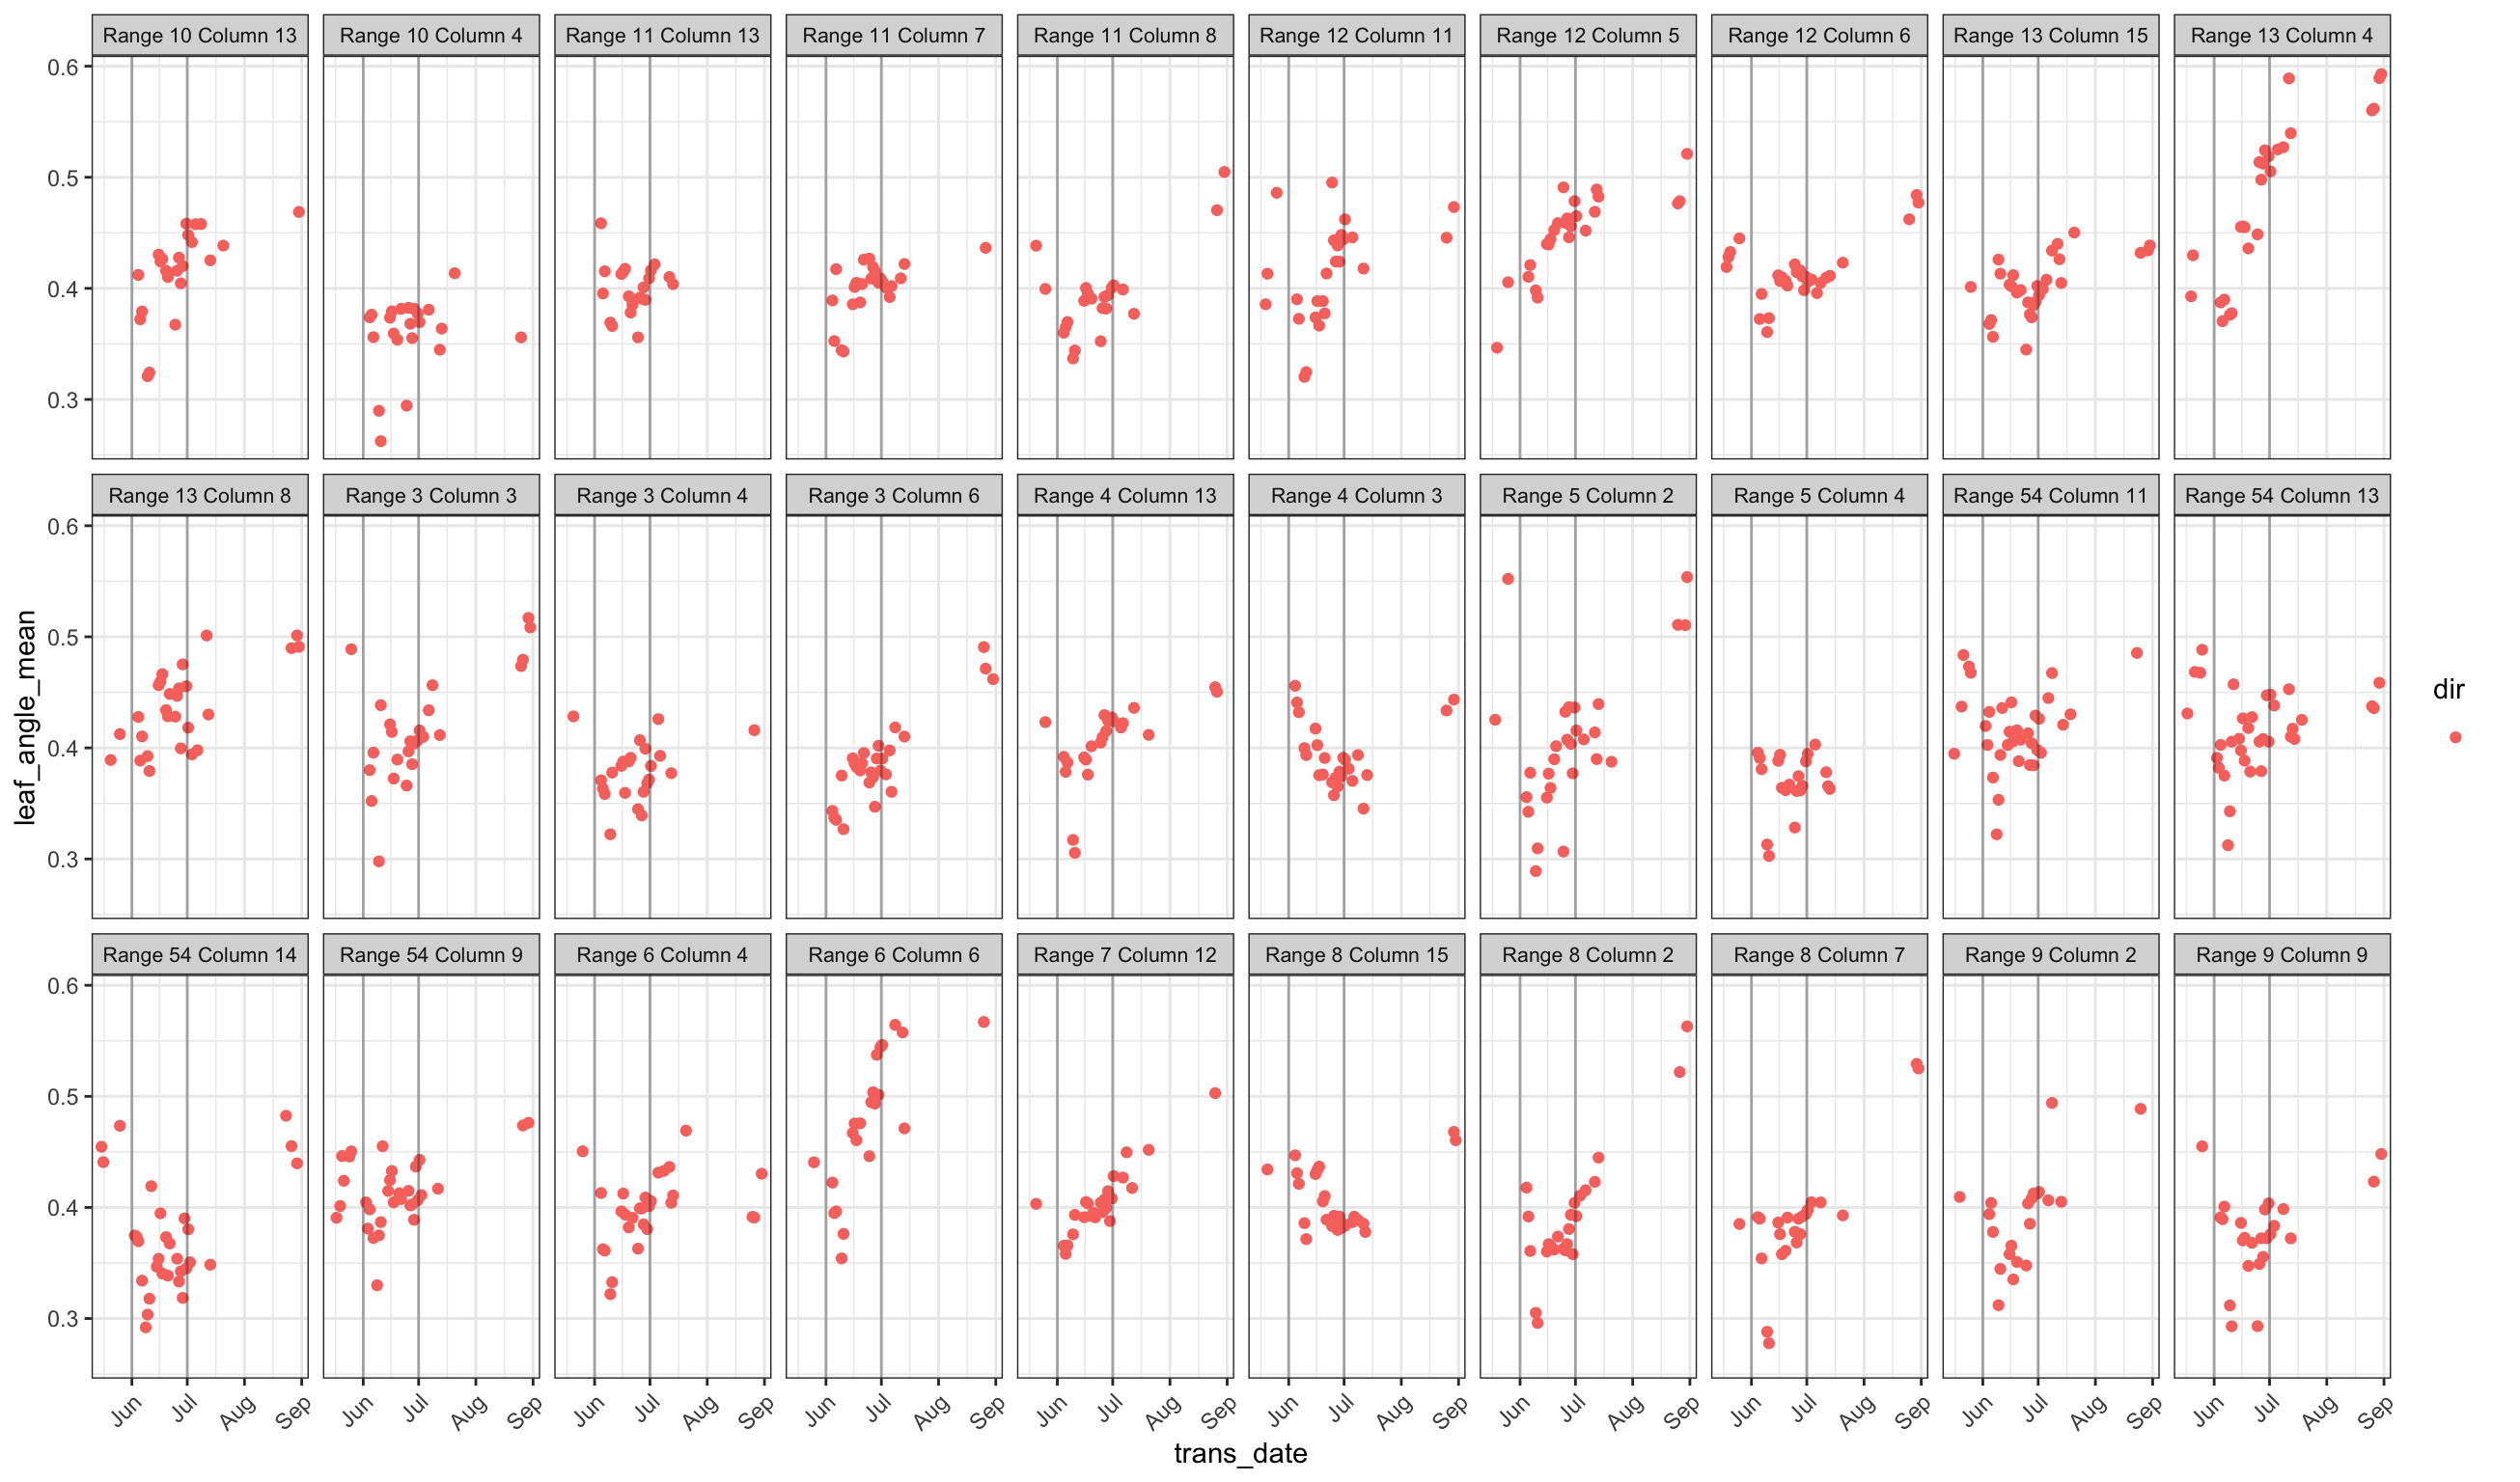 Range 10 Column 13 Range 10 Column 4 Range 11 Column 13 Range 11 Column 7 Range 11 Column 8 Range 12 Column 11 Range 12 Column 5 Range 12 Column 6 Range 13 Column 15 Range 13 Column 4
0.6
0.5
0.4
0.3
Range 13 Column 8 Range 3 Column 3 Range 3 Column 4 Range 3 Column 6 Range 4 Column 13 Range 4 Column 3 Range 5 Column 2 Range 5 Column 4 Range 54 Column 11 Range 54 Column 13
0.6
0.5
0.4
0.3
leaf_angle_mean
dir
Range 54 Column 14 Range 54 Column 9 Range 6 Column 4 Range 6 Column 6 Range 7 Column 12 Range 8 Column 15 Range 8 Column 2 Range 8 Column 7 Range 9 Column 2 Range 9 Column 9
0.6
0.5
0.4
0.3
Jun Jul Aug Sep Jun Jul Aug Sep Jun Jul Aug Sep Jun Jul Aug Sep Jun Jul Aug Sep Jun Jul Aug Sep Jun Jul Aug Sep Jun Jul Aug Sep Jun Jul Aug Sep Jun Jul Aug Sep
trans_date